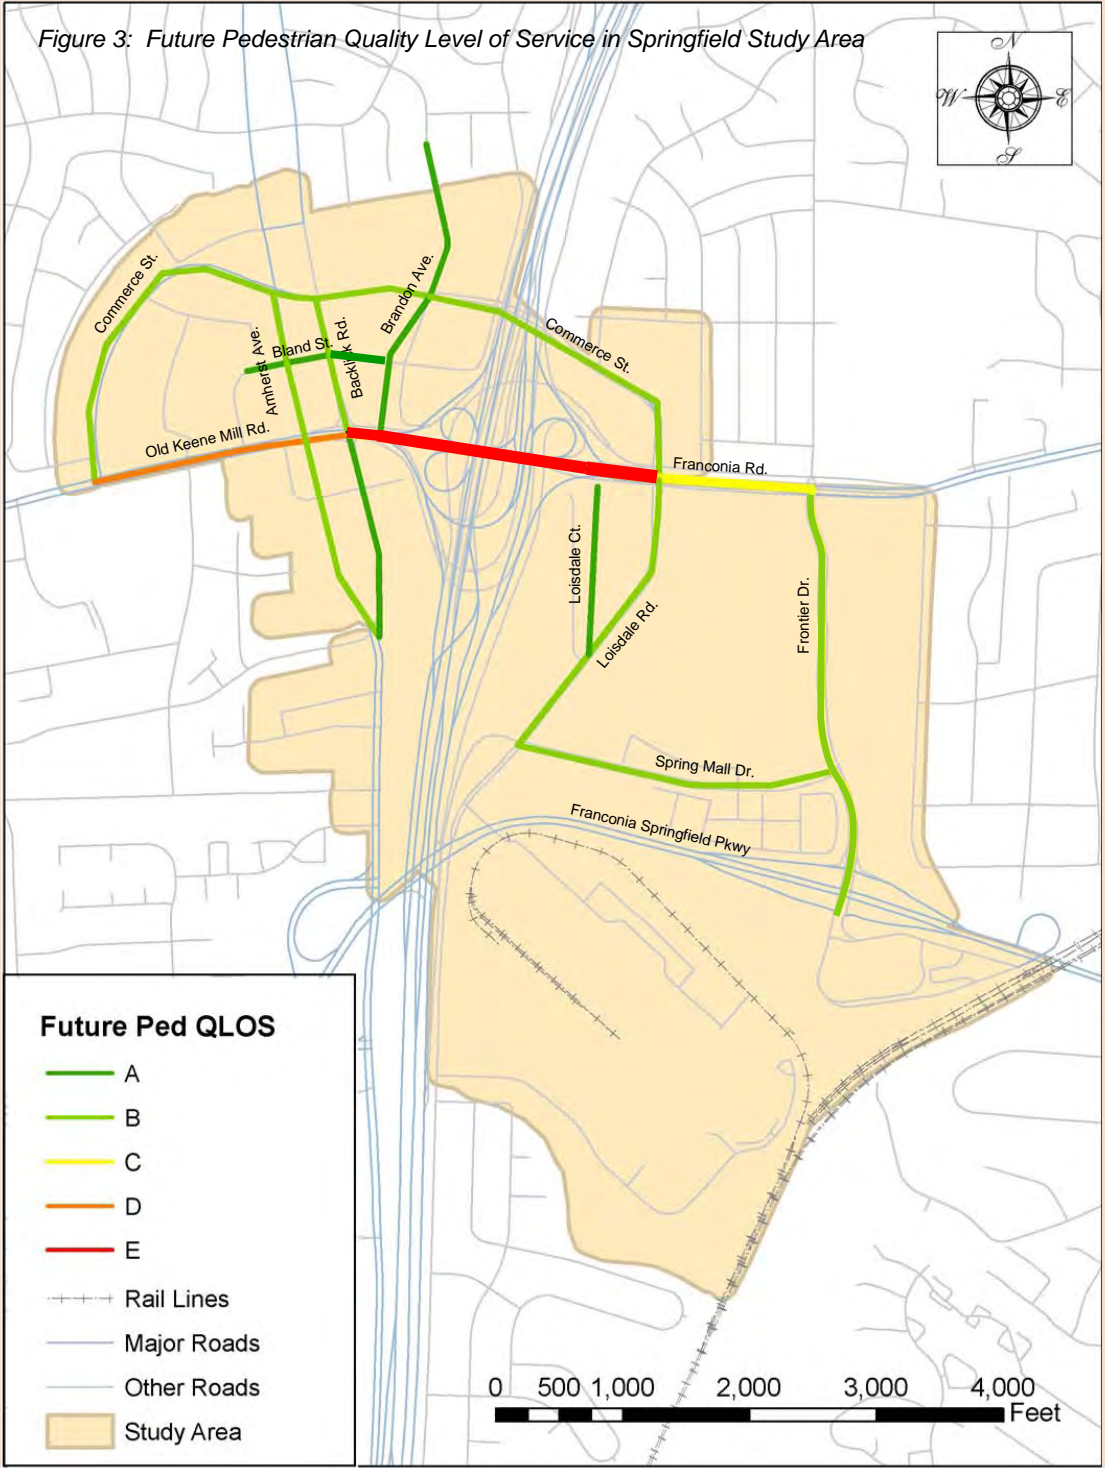 Figure 3: Future Pedestrian Quality Level of Service in Springfield Study Area
N
W
E
S
Commerce St.
Brandon Ave.
Commerce St.
Bland St.
Amherst Ave.
Backlick Rd.
Old Keene Mill Rd.
Franconia Rd.
Loisdale Ct.
Loisdale Rd.
Frontier Dr.
Spring Mall Dr.
Franconia Springfield Pkwy
Future Ped QLOS
A
B
C
D
E
Rail Lines
Major Roads
Other Roads
Study Area
0 500 1,000 2,000 3,000 4,000
Feet